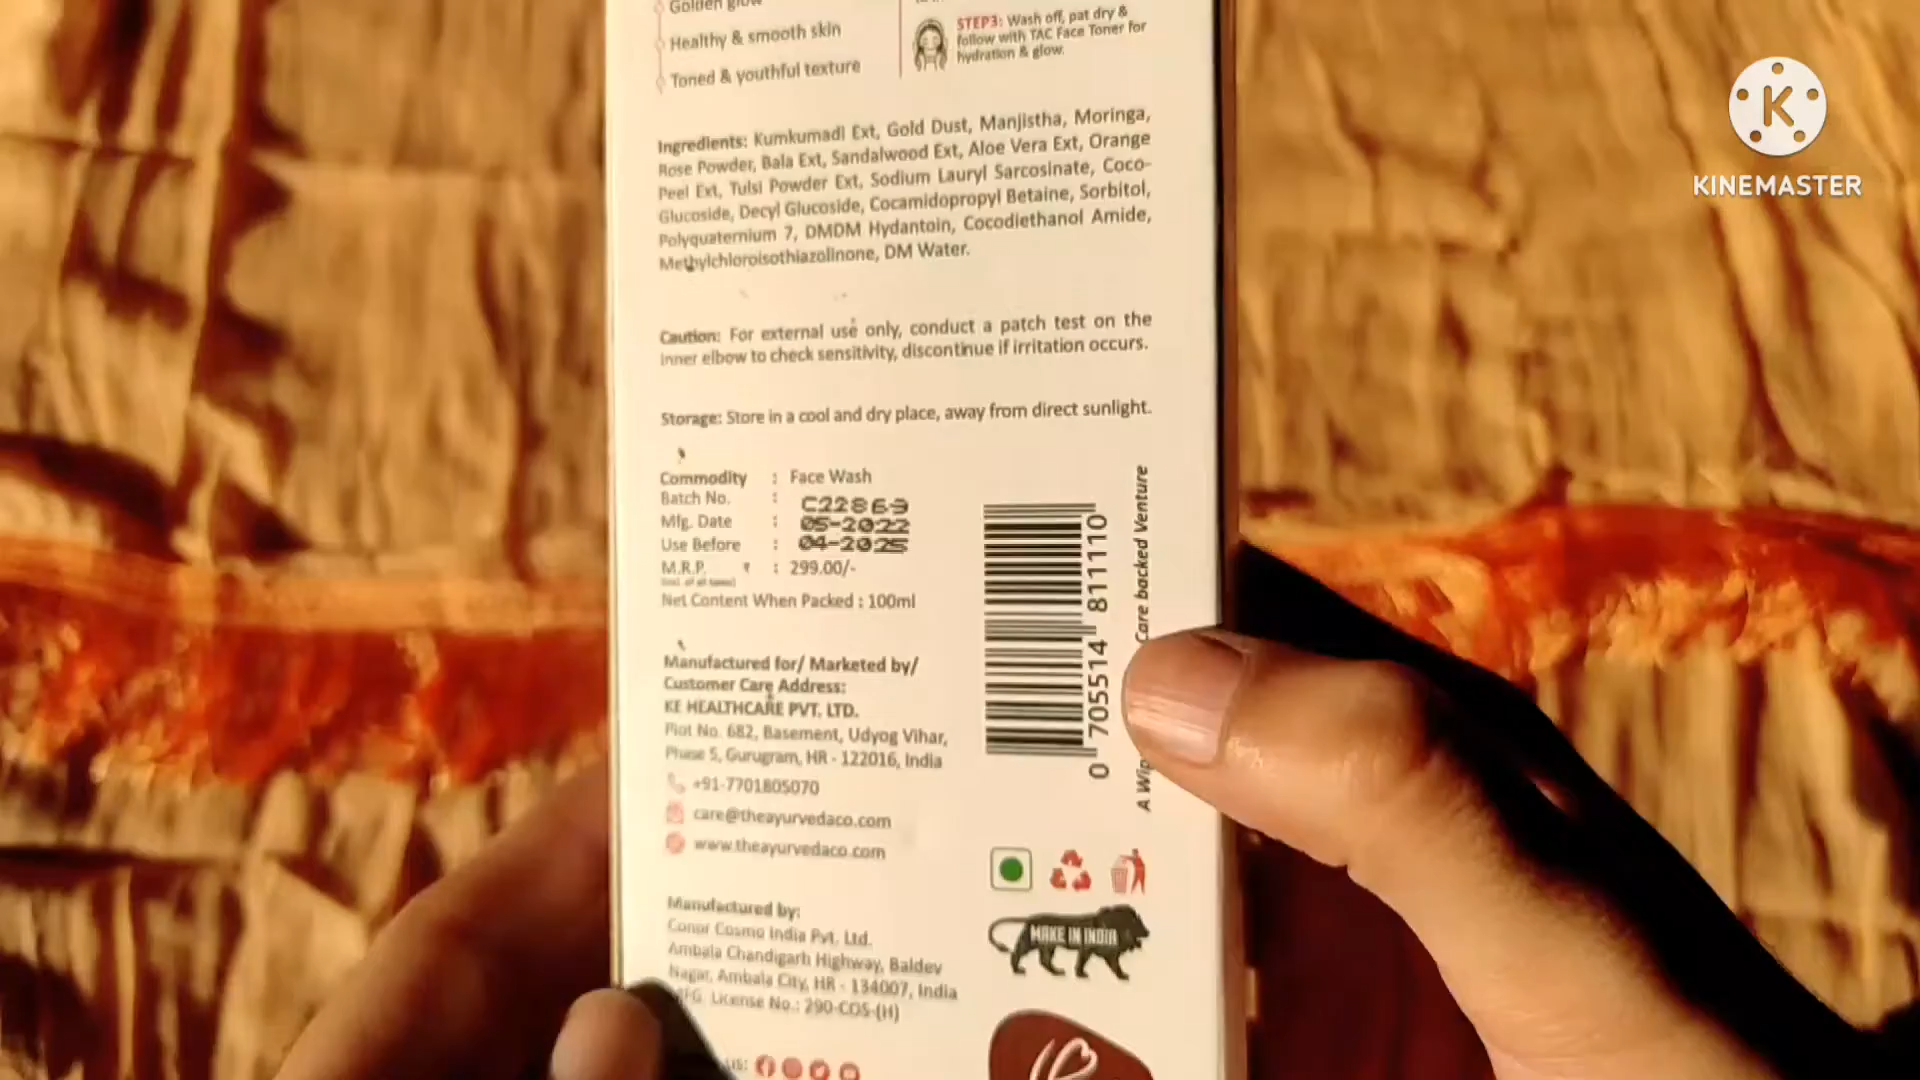 Golden glow
Healthy & smooth skin
Toned & youthful texture
STEP3: Wash off, pat dry &
follow with TAC Face Toner for
hydration & glow.
Ingredients: Kumkumadi Ext, Gold Dust, Manjistha, Moringa,
Rose Powder, Bala Ext, Sandalwood Ext, Aloe Vera Ext, Orange
Peel Ext, Tulsi Powder Ext, Sodium Lauryl Sarcosinate, Coco-
Glucoside, Decyl Glucoside, Cocamidopropyl Betaine, Sorbitol,
Polyquaternium 7, DMDM Hydantoin, Cocodiethanol Amide,
Methylchloroisothiazolinone, DM Water.
Caution: For external use only, conduct a patch test on the
inner elbow to check sensitivity, discontinue if irritation occurs.
Storage: Store in a cool and dry place, away from direct sunlight.
Commodity : Face Wash
Batch No. : C22869
Mfg. Date : 05-2022
Use Before : 04-2025
M.R.P. ₹ : 299.00/-
(incl. of all taxes)
Net Content When Packed : 100ml
Manufactured for/ Marketed by/
Customer Care Address:
KE HEALTHCARE PVT. LTD.
Plot No. 682, Basement, Udyog Vihar,
Phase 5, Gurugram, HR - 122016, India
+91-7701805070
care@theayurvedaco.com
www.theayurvedaco.com
Manufactured by:
Conor Cosmo India Pvt. Ltd.
Ambala Chandigarh Highway, Baldev
Nagar, Ambala City, HR - 134007, India
MFG. License No.: 290-COS-(H)
0 705514 811110
A Care backed Venture
MAKE IN INDIA
K
KINEMASTER